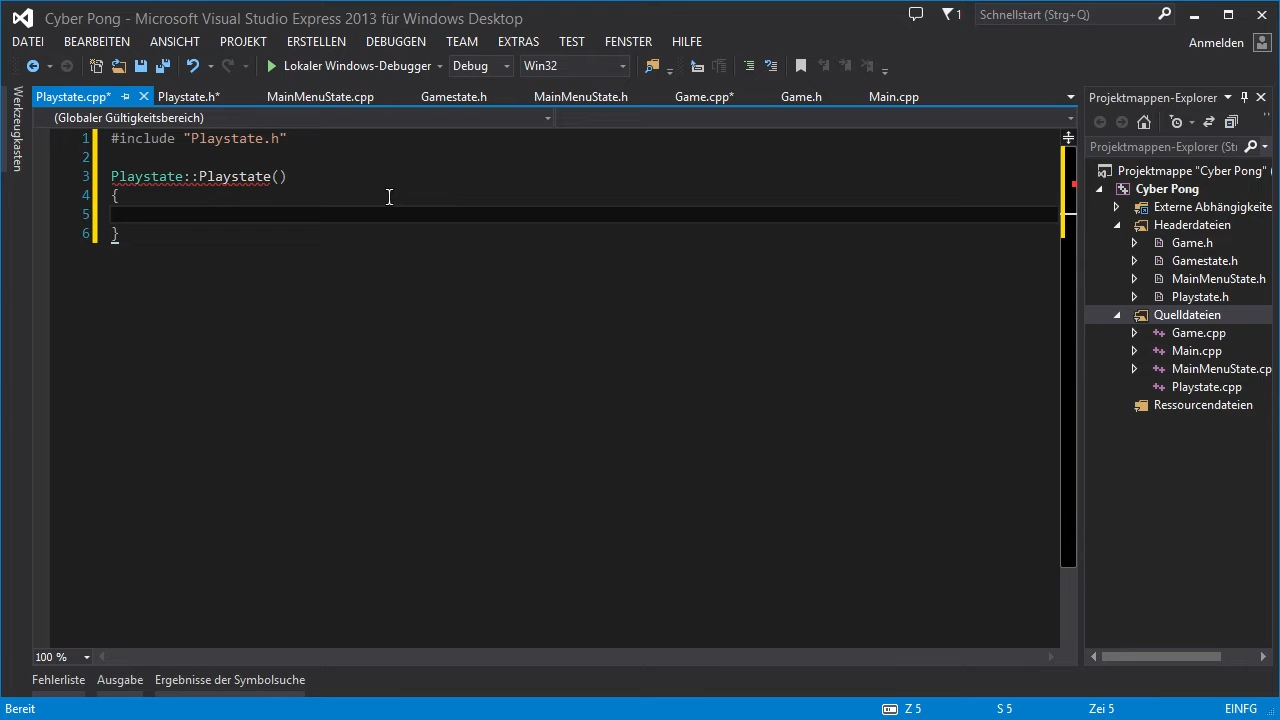 Cyber Pong - Microsoft Visual Studio Express 2013 für Windows Desktop
1
Schnellstart (Strg+Q)
DATEI BEARBEITEN ANSICHT PROJEKT ERSTELLEN DEBUGGEN TEAM EXTRAS TEST FENSTER HILFE
Anmelden
Lokaler Windows-Debugger Debug Win32
Werkzeugkasten
Playstate.cpp* Playstate.h* MainMenuState.cpp Gamestate.h MainMenuState.h Game.cpp* Game.h Main.cpp
(Globaler Gültigkeitsbereich)
1 #include "Playstate.h"
2
3 Playstate::Playstate()
4 {
5
6 }
100 %
Projektmappen-Explorer
Projektmappen-Explorer (Str
Projektmappe "Cyber Pong" (
Cyber Pong
Externe Abhängigkeite
Headerdateien
Game.h
Gamestate.h
MainMenuState.h
Playstate.h
Quelldateien
Game.cpp
Main.cpp
MainMenuState.cp
Playstate.cpp
Ressourcendateien
Fehlerliste Ausgabe Ergebnisse der Symbolsuche
Bereit Z 5 S 5 Zei 5 EINFG